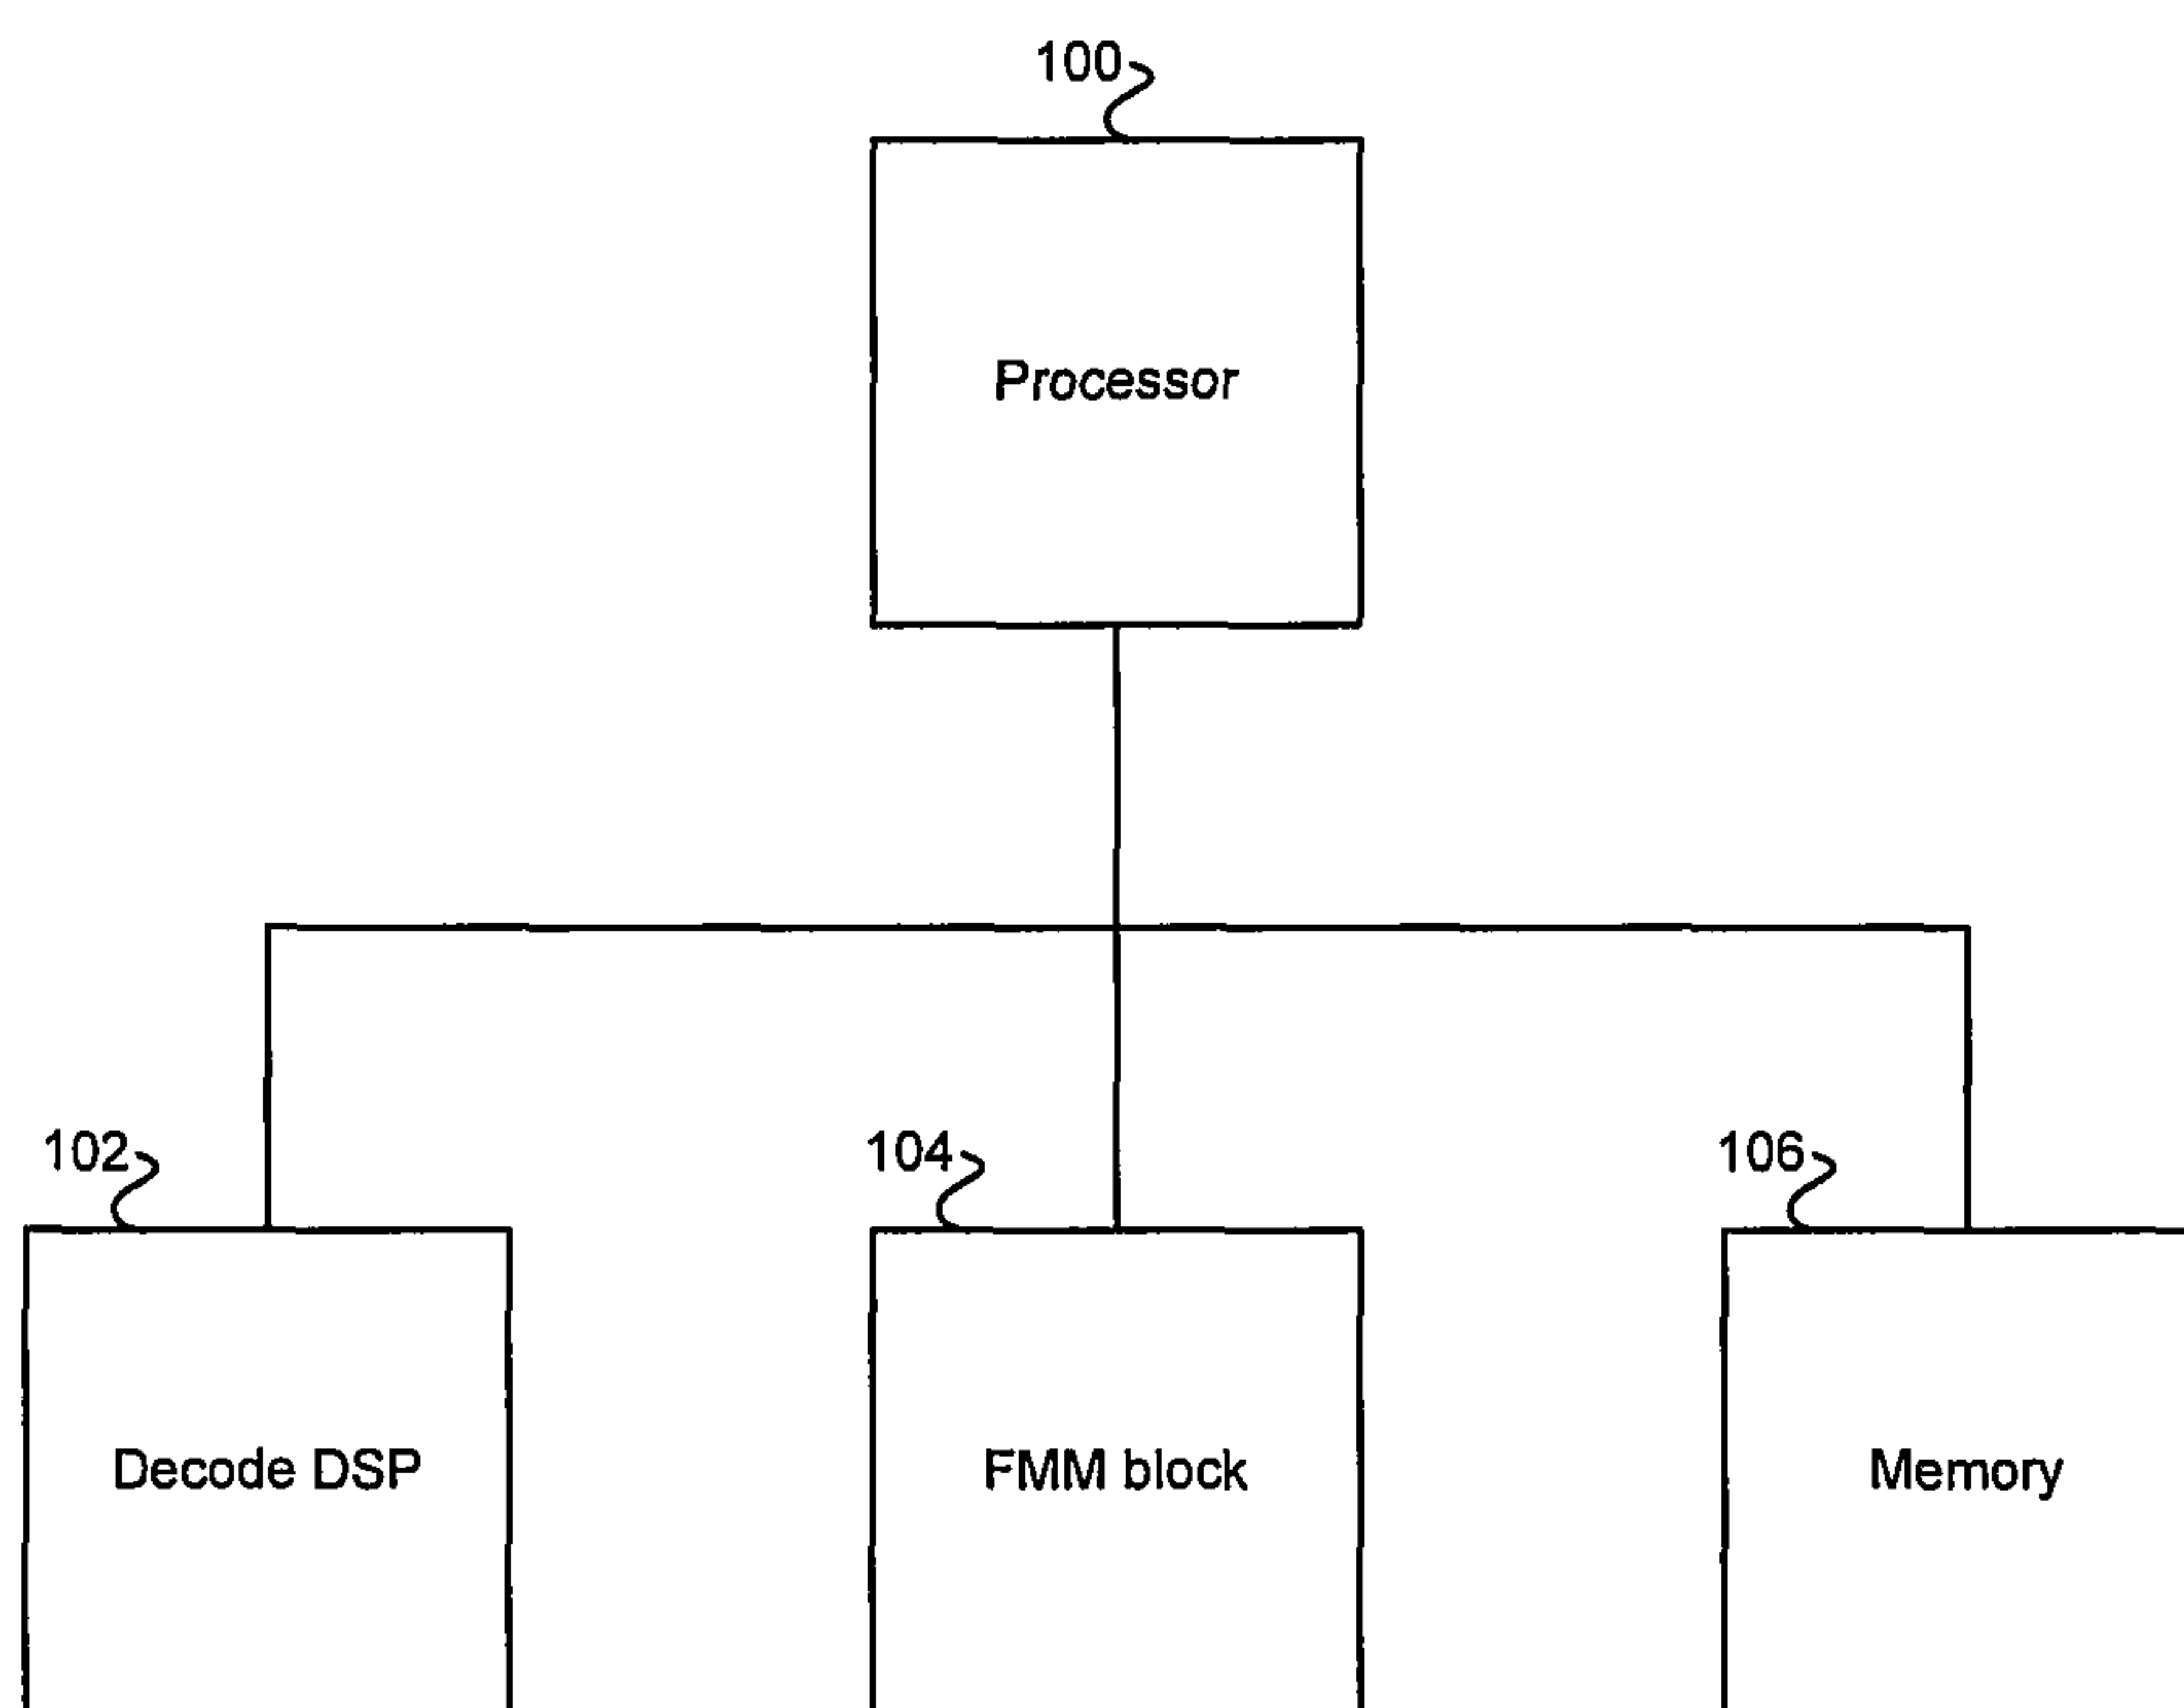 100
Processor
102
104
106
Decode DSP
FMM block
Memory